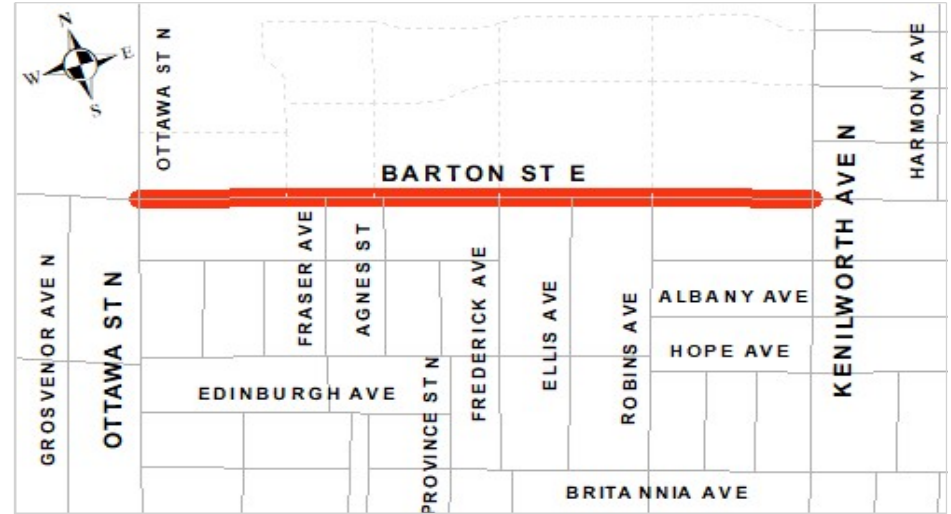 N
E
W
S
OTTAWA ST N
HARMONY AVE
BARTON ST E
KENILWORTH AVE N
FRASER AVE
AGNES ST
GROSVENOR AVE N
OTTAWA ST N
FREDERICK AVE
ELLIS AVE
ROBINS AVE
ALBANY AVE
HOPE AVE
EDINBURGH AVE
PROVINCE ST N
BRITANNIA AVE